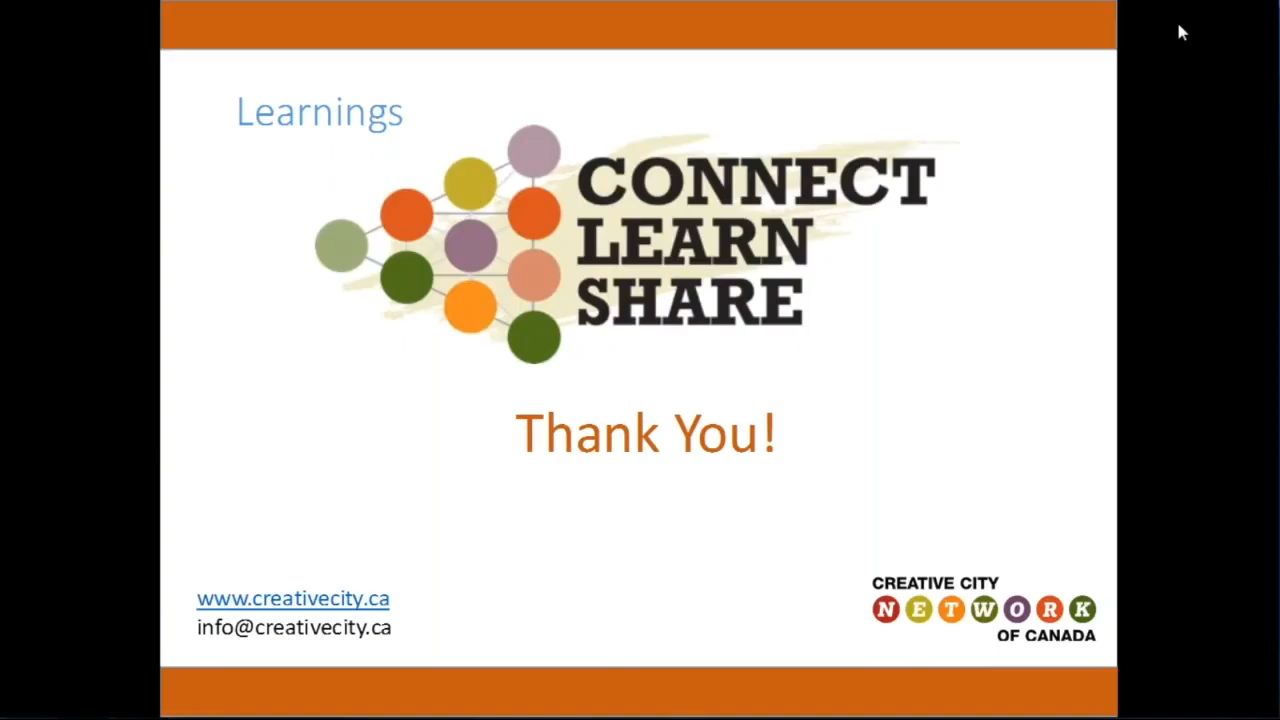 Learnings
CONNECT
LEARN
SHARE
Thank You!
www.creativecity.ca
info@creativecity.ca
CREATIVE CITY
NETWORK
OF CANADA